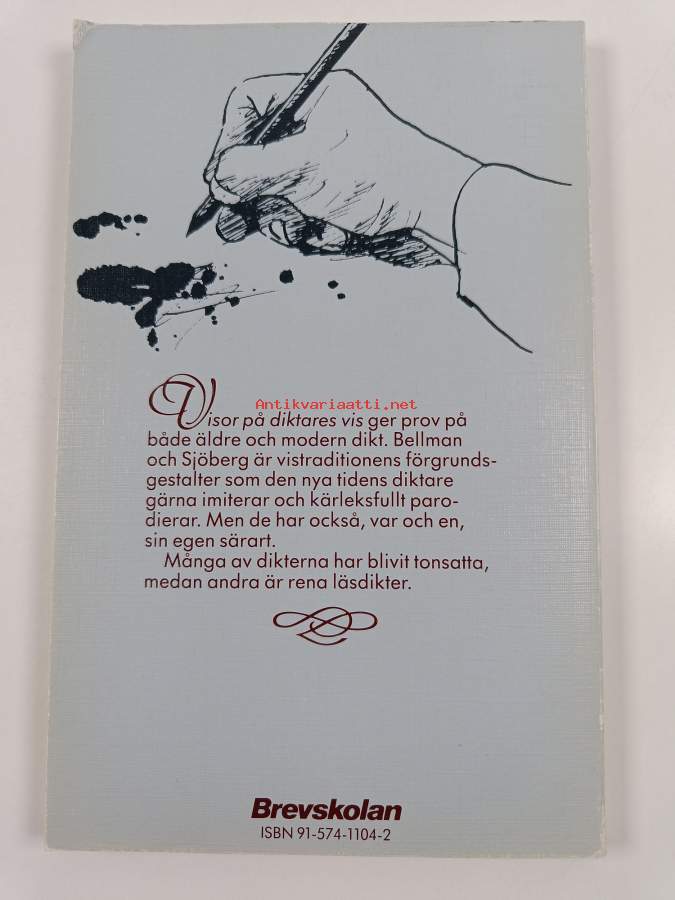 Antikvariaatti.net
Visor på diktares vis ger prov på
både äldre och modern dikt. Bellman
och Sjöberg är vistraditionens förgrunds-
gestalter som den nya tidens diktare
gärna imiterar och kärleksfullt paro-
dierar. Men de har också, var och en,
sin egen särart.
Många av dikterna har blivit tonsatta,
medan andra är rena läsdikter.
Brevskolan
ISBN 91-574-1104-2